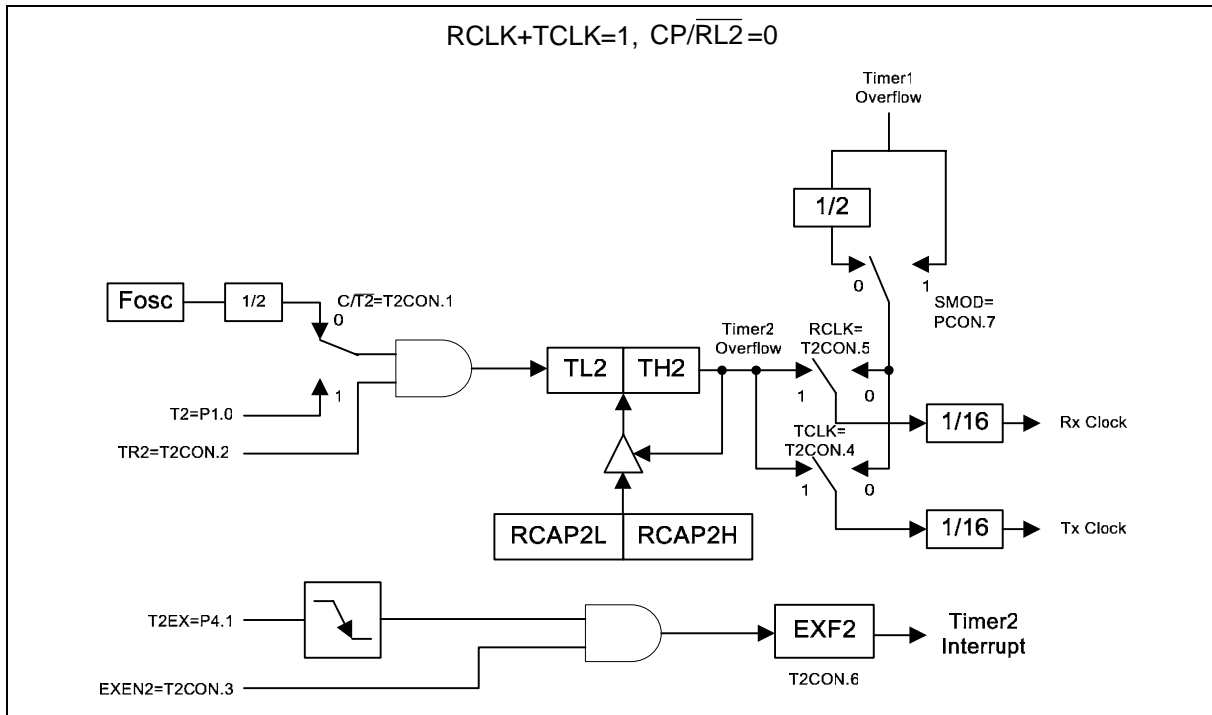 RCLK+TCLK=1, CP/R̅L̅2̅=0
Timer1
Overflow
1/2
0
1
SMOD=
PCON.7
Fosc
1/2
C/T̅2̅=T2CON.1
0
1
T2=P1.0
TR2=T2CON.2
TL2
TH2
Timer2
Overflow
RCLK=
T2CON.5
1
0
1/16
Rx Clock
TCLK=
T2CON.4
1
0
1/16
Tx Clock
RCAP2L
RCAP2H
T2EX=P4.1
EXEN2=T2CON.3
EXF2
T2CON.6
Timer2
Interrupt